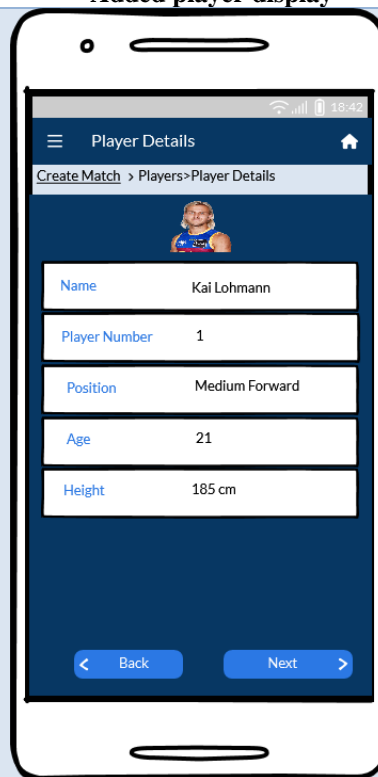 Added player display
18:42
Player Details
Create Match > Players>Player Details
Name Kai Lohmann
Player Number 1
Position Medium Forward
Age 21
Height 185 cm
< Back Next >